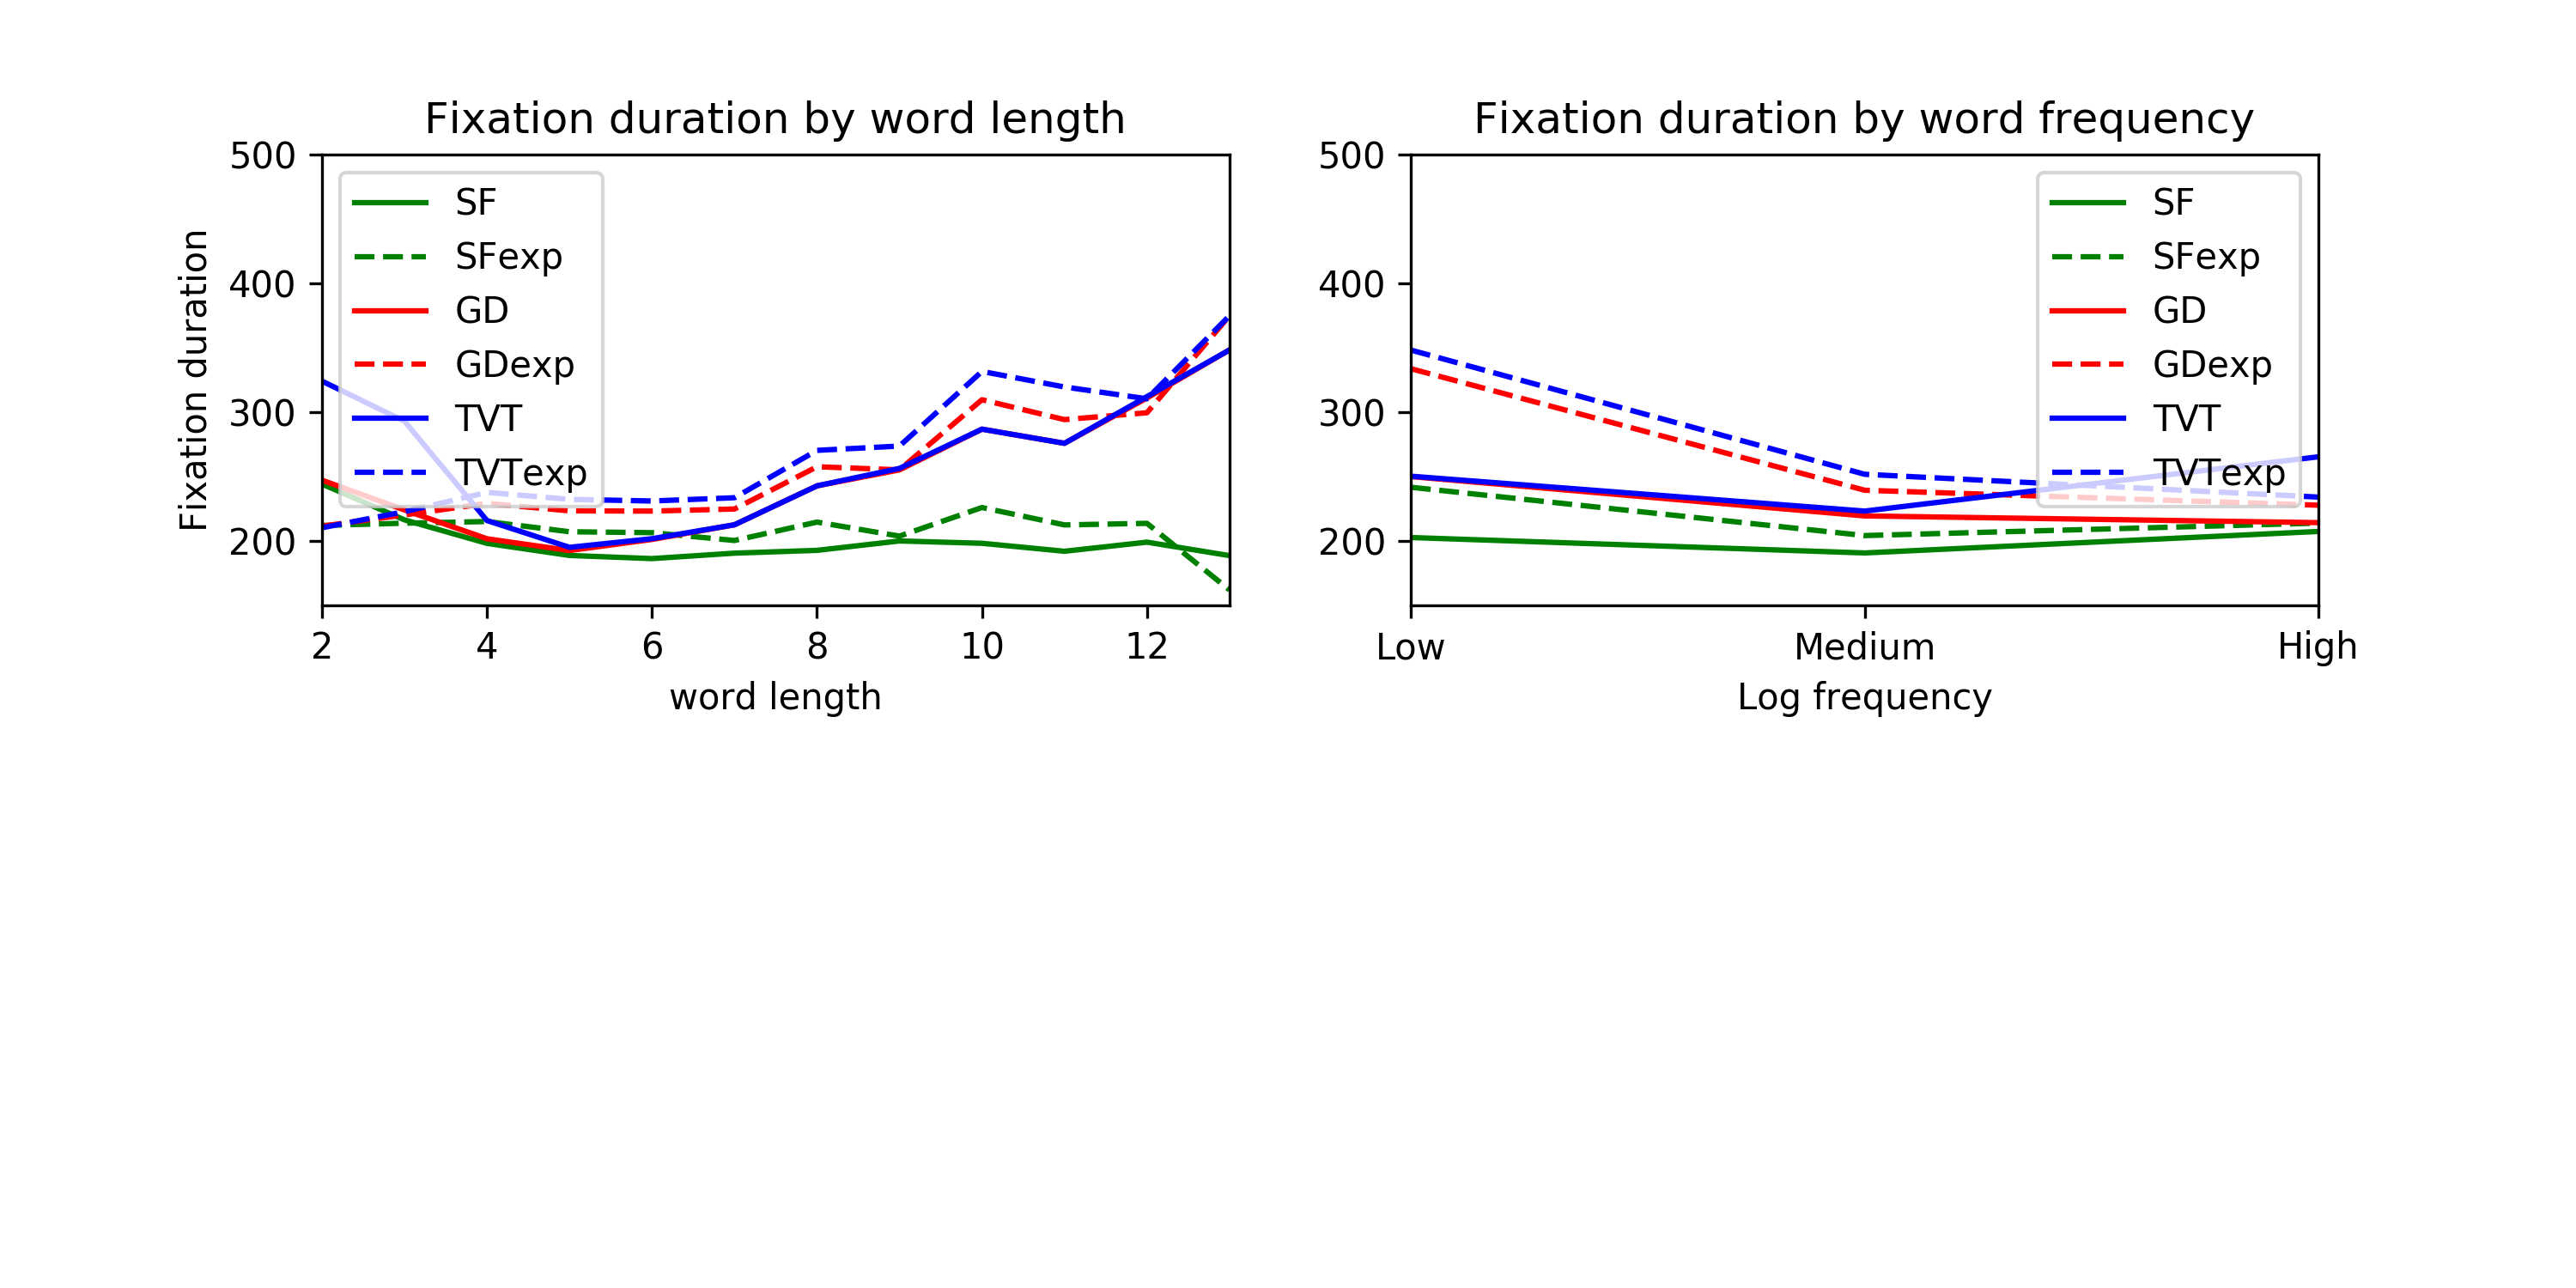 Fixation duration by word length
Fixation duration
500
400
300
200
SF
SFexp
GD
GDexp
TVT
TVTexp
2 4 6 8 10 12
word length
Fixation duration by word frequency
500
400
300
200
SF
SFexp
GD
GDexp
TVT
TVTexp
Low Medium High
Log frequency